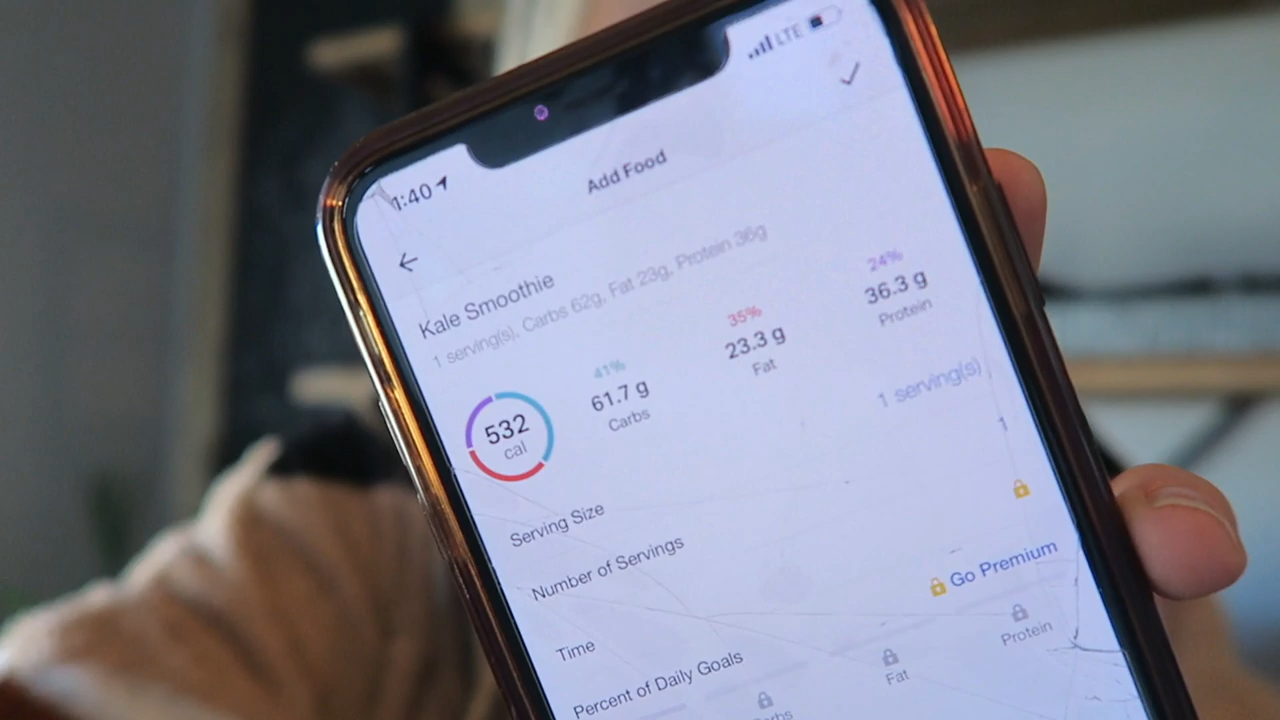 1:40 LTE
Add Food
Kale Smoothie
1 serving(s), Carbs 62g, Fat 23g, Protein 36g
532
cal
41%
61.7 g
Carbs
35%
23.3 g
Fat
24%
36.3 g
Protein
Serving Size 1 serving(s)
Number of Servings 1
Time
Percent of Daily Goals Go Premium
Fat
Protein